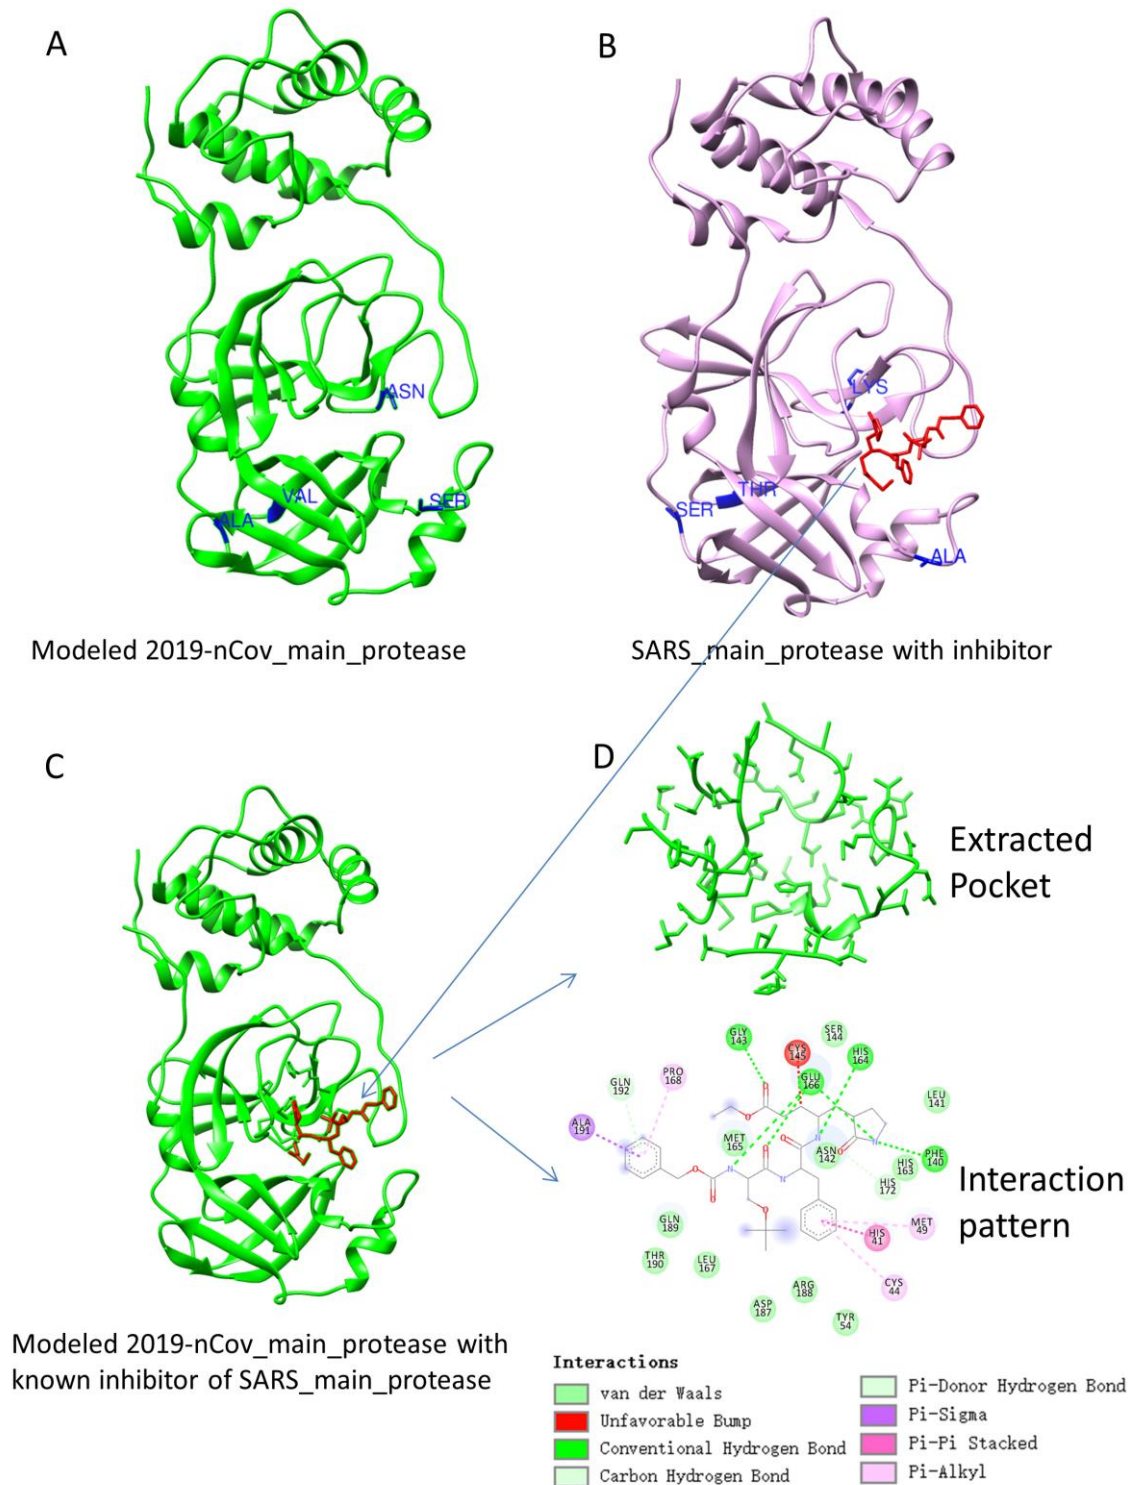 A
B
ASN
VAL
SER
ALA
LYS
THR
SER
ALA
Modeled 2019-nCov_main_protease
SARS_main_protease with inhibitor
C
D
Extracted
Pocket
GLY
143
CYS
145
SER
144
HIS
164
GLU
166
GLN
192
PRO
168
LEU
141
ALA
191
MET
165
ASN
142
HIS
163
PHE
140
HIS
172
GLN
189
MET
49
HIS
41
THR
190
LEU
167
CYS
44
ASP
187
ARG
188
TYR
54
Interaction
pattern
Modeled 2019-nCov_main_protease with
known inhibitor of SARS_main_protease
Interactions
van der Waals
Unfavorable Bump
Conventional Hydrogen Bond
Carbon Hydrogen Bond
Pi-Donor Hydrogen Bond
Pi-Sigma
Pi-Pi Stacked
Pi-Alkyl